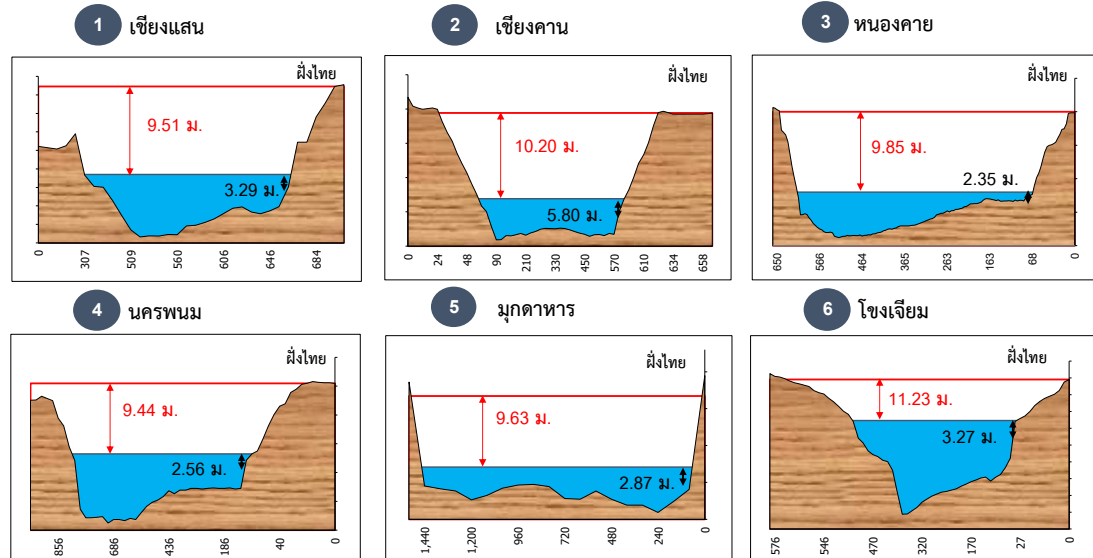 1 เชียงแสน
ฝั่งไทย
9.51 ม.
3.29 ม.
0 307 509 560 606 646 684
2 เชียงคาน
ฝั่งไทย
10.20 ม.
5.80 ม.
0 24 48 90 210 330 450 570 610 634 658
3 หนองคาย
ฝั่งไทย
9.85 ม.
2.35 ม.
650 566 464 365 263 163 68 0
4 นครพนม
ฝั่งไทย
9.44 ม.
2.56 ม.
856 686 436 186 40 0
5 มุกดาหาร
ฝั่งไทย
9.63 ม.
2.87 ม.
1,440 1,200 960 720 480 240 0
6 โขงเจียม
ฝั่งไทย
11.23 ม.
3.27 ม.
576 546 470 320 170 27 0